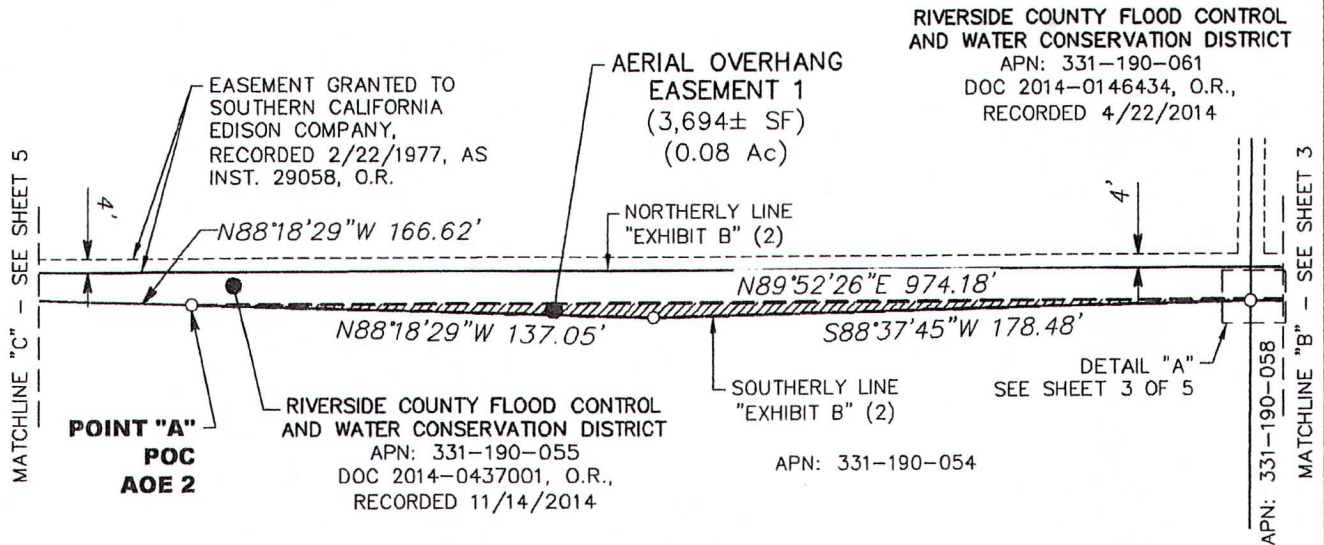 RIVERSIDE COUNTY FLOOD CONTROL
AND WATER CONSERVATION DISTRICT
APN: 331-190-061
DOC 2014-0146434, O.R.,
RECORDED 4/22/2014
AERIAL OVERHANG
EASEMENT 1
(3,694± SF)
(0.08 Ac)
EASEMENT GRANTED TO
SOUTHERN CALIFORNIA
EDISON COMPANY,
RECORDED 2/22/1977, AS
INST. 29058, O.R.
MATCHLINE "C" - SEE SHEET 5
4'
N88°18'29"W 166.62'
NORTHERLY LINE
"EXHIBIT B" (2)
4'
MATCHLINE "B" - SEE SHEET 3
N89°52'26"E 974.18'
N88°18'29"W 137.05'
S88°37'45"W 178.48'
DETAIL "A"
SEE SHEET 3 OF 5
SOUTHERLY LINE
"EXHIBIT B" (2)
POINT "A"
POC
AOE 2
RIVERSIDE COUNTY FLOOD CONTROL
AND WATER CONSERVATION DISTRICT
APN: 331-190-055
DOC 2014-0437001, O.R.,
RECORDED 11/14/2014
APN: 331-190-054
APN: 331-190-058